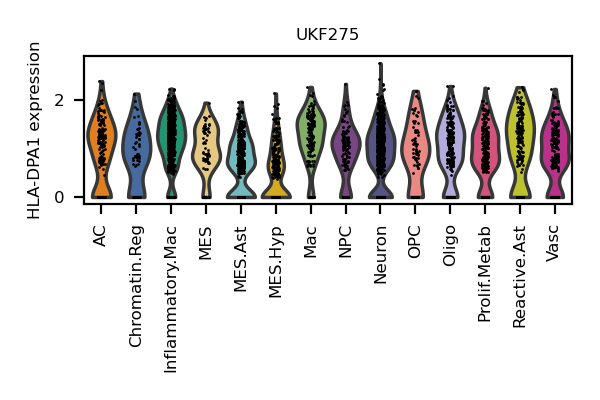 UKF275
HLA-DPA1 expression
2
0
AC
Chromatin.Reg
Inflammatory.Mac
MES
MES.Ast
MES.Hyp
Mac
NPC
Neuron
OPC
Oligo
Prolif.Metab
Reactive.Ast
Vasc